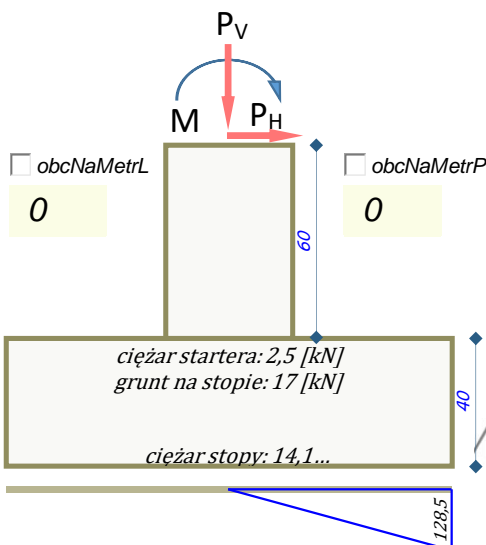 P_V
M P_H
obcNaMetrL
obcNaMetrP
0
0
60
ciężar startera: 2,5 [kN]
grunt na stopie: 17 [kN]
40
ciężar stopy: 14,1...
128,5